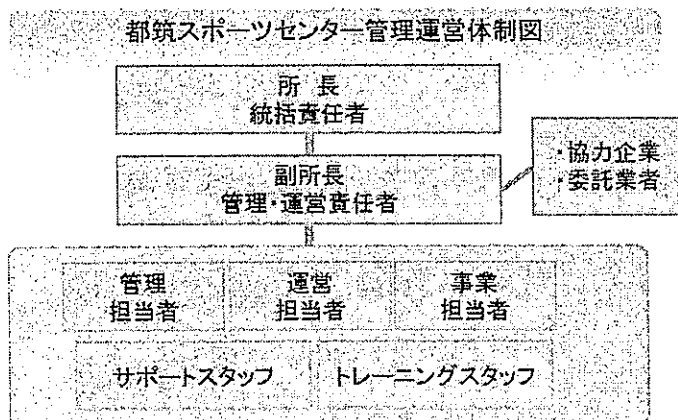 都筑スポーツセンター管理運営体制図
所 長
統括責任者
副所長
管理・運営責任者
・協力企業
・委託業者
管理
担当者
運営
担当者
事業
担当者
サポートスタッフ
トレーニングスタッフ